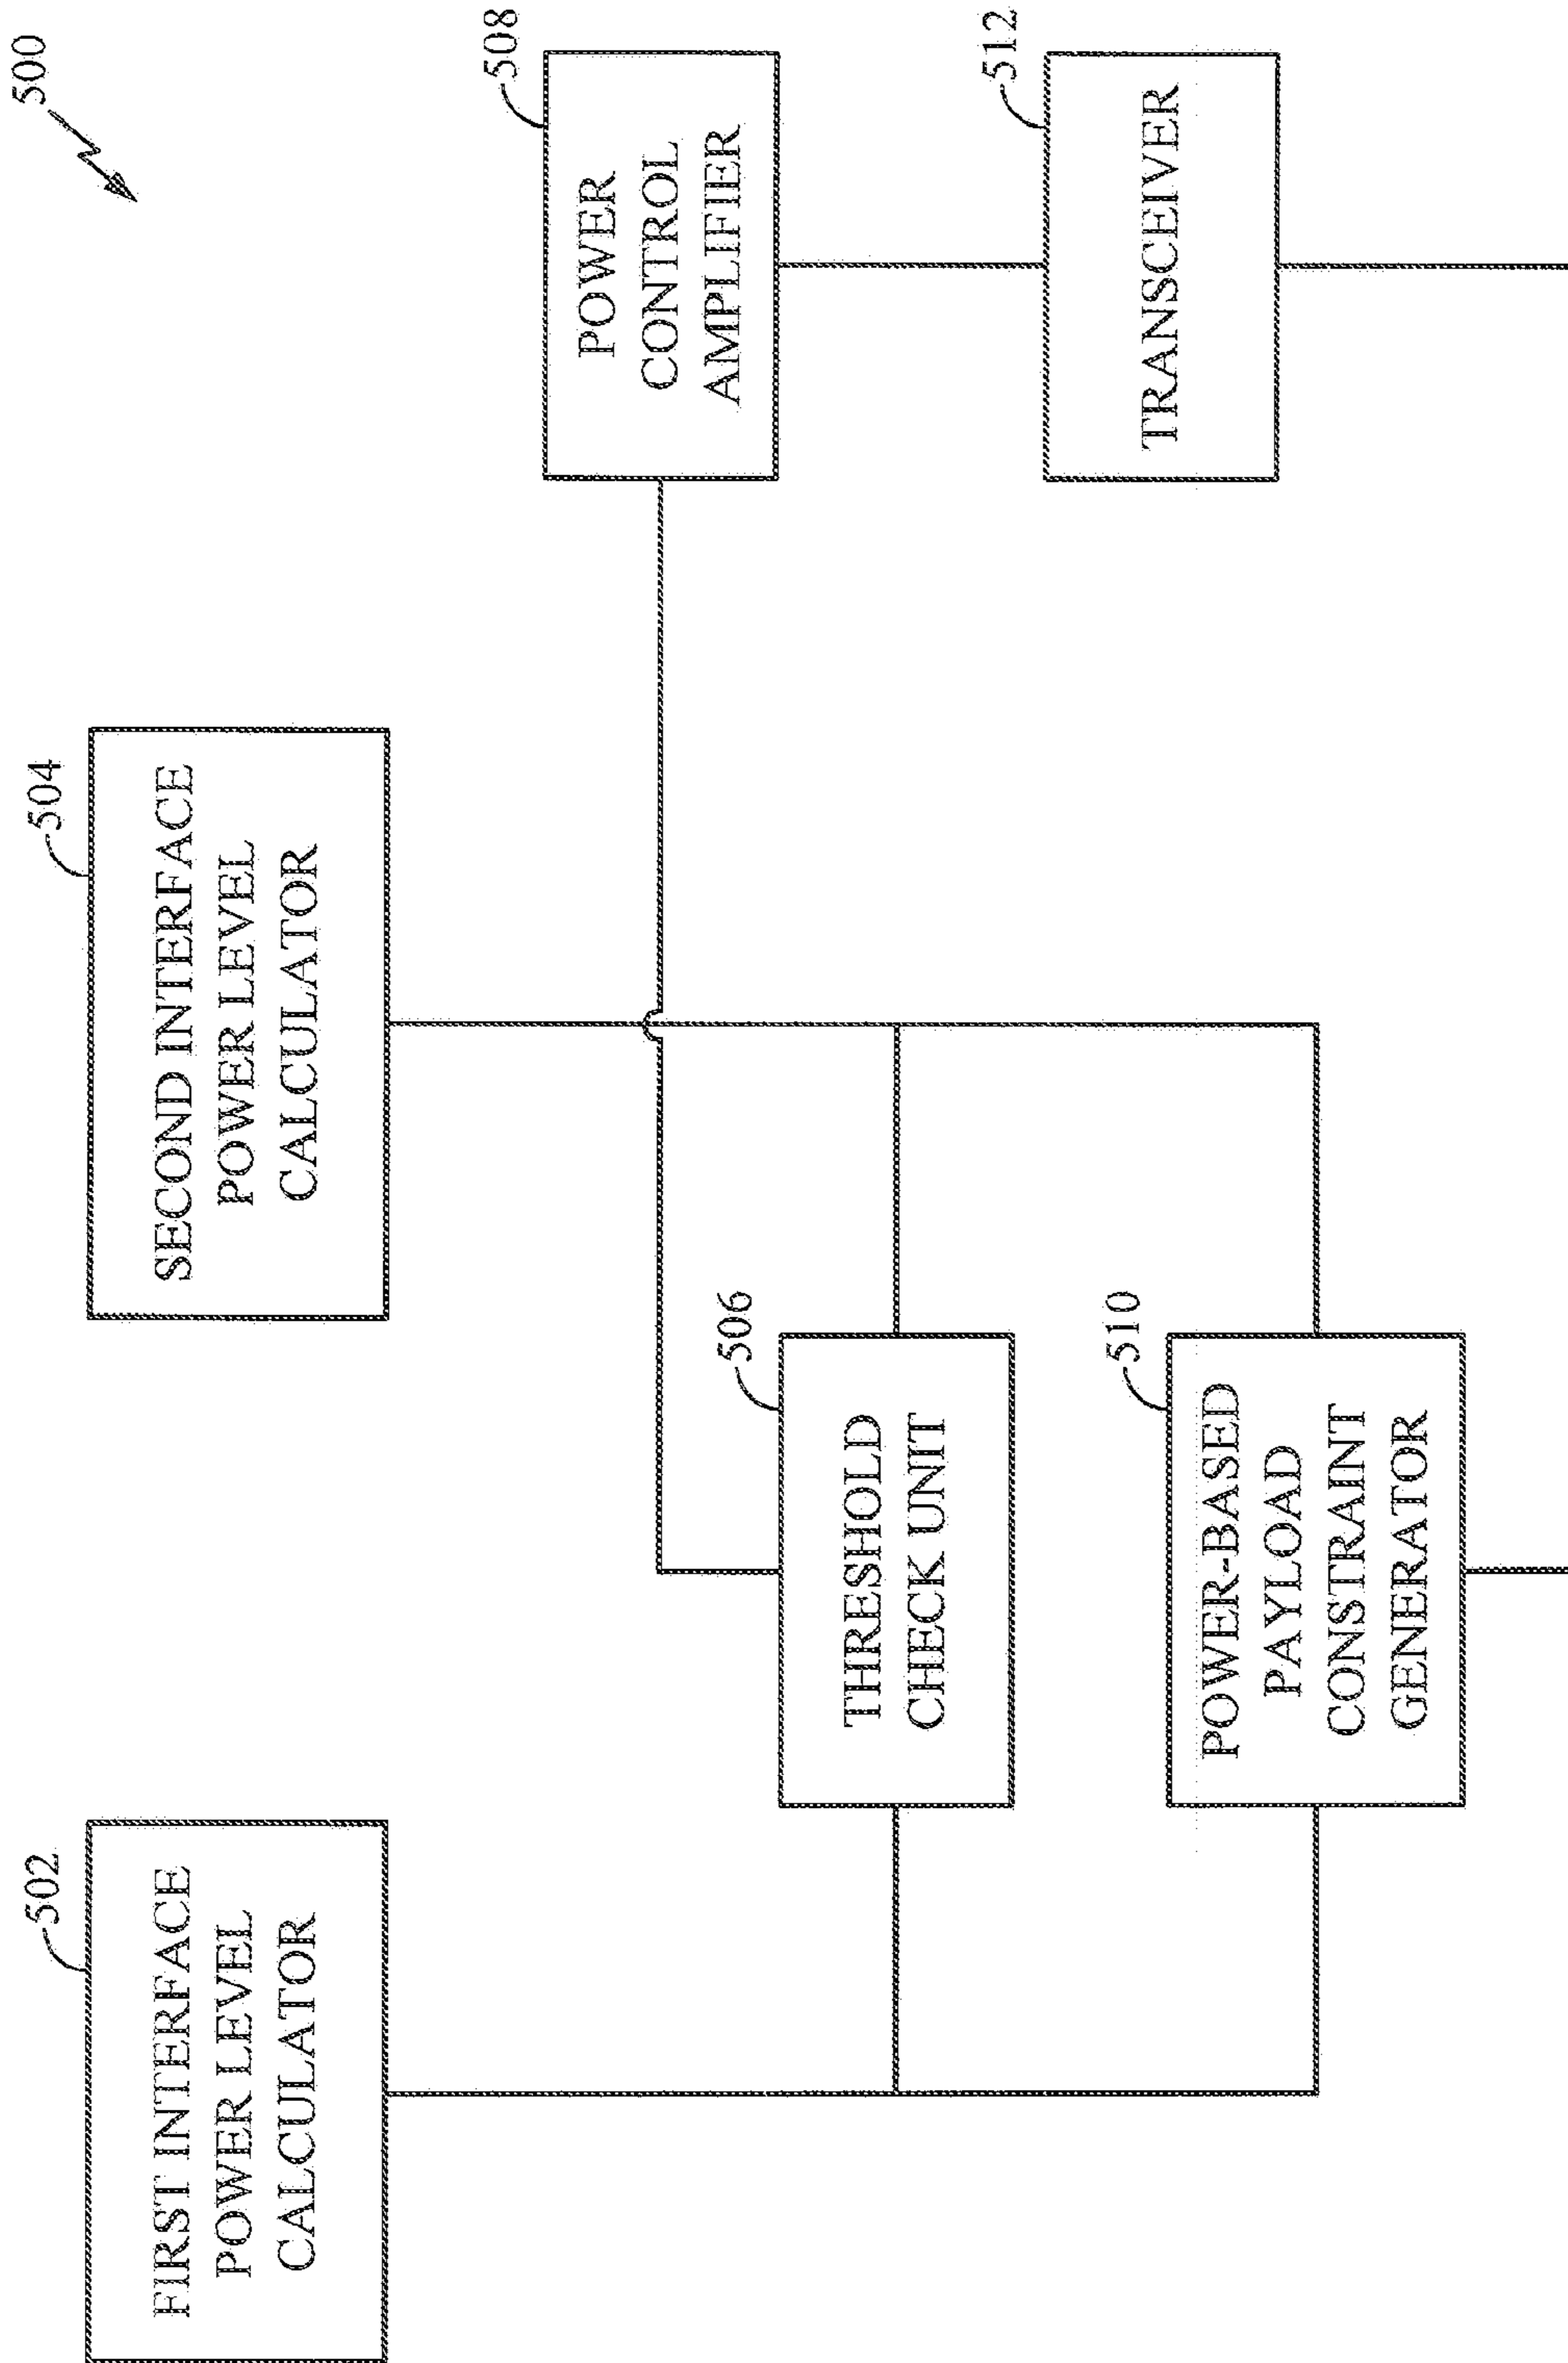 500
502
FIRST INTERFACE
POWER LEVEL
CALCULATOR
504
SECOND INTERFACE
POWER LEVEL
CALCULATOR
506
THRESHOLD
CHECK UNIT
508
POWER
CONTROL
AMPLIFIER
510
POWER-BASED
PAYLOAD
CONSTRAINT
GENERATOR
512
TRANSCEIVER